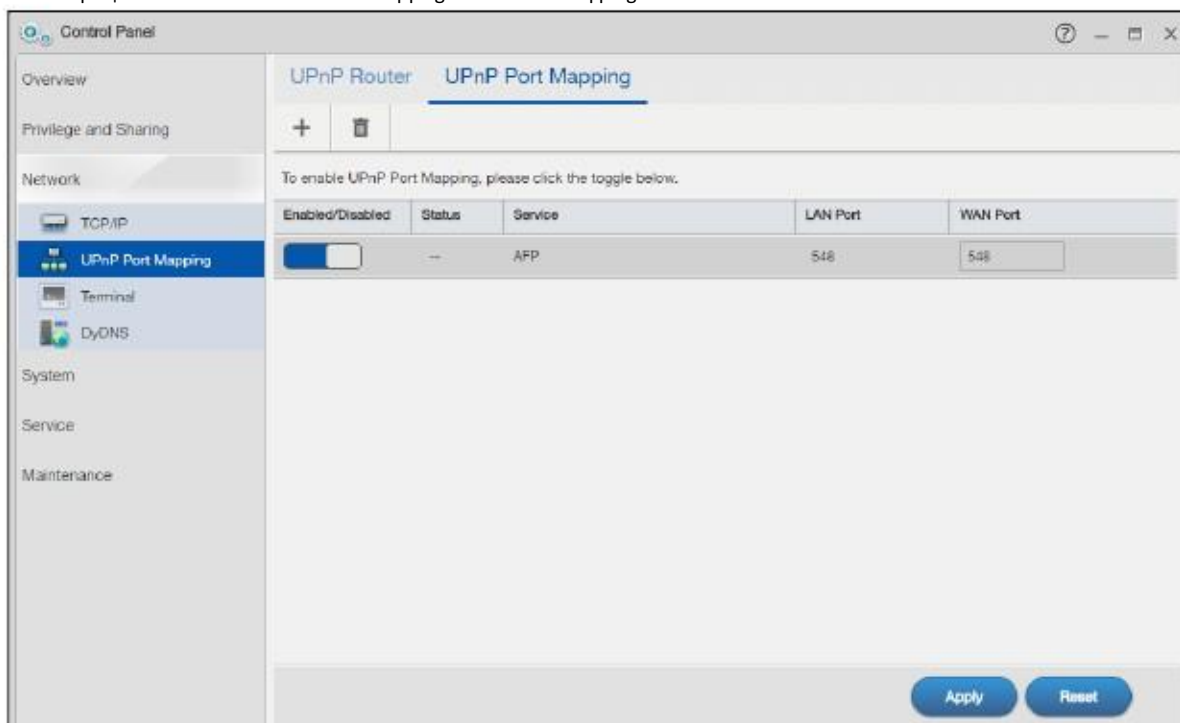 Control Panel
Overview
Privilege and Sharing
Network
TCP/IP
UPnP Port Mapping
Terminal
DyDNS
System
Service
Maintenance
UPnP Router UPnP Port Mapping
To enable UPnP Port Mapping, please click the toggle below.
Enabled/Disabled Status Service LAN Port WAN Port
-- AFP 548 548
Apply Reset